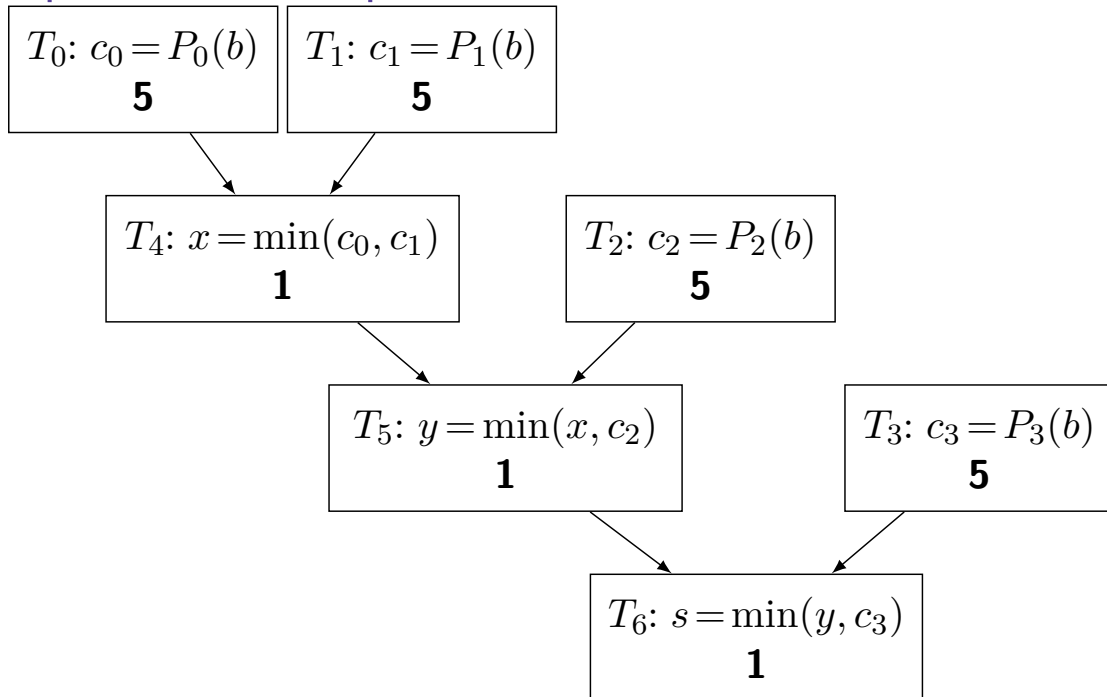 T₀: c₀ = P₀(b)
5
T₁: c₁ = P₁(b)
5
T₄: x = min(c₀, c₁)
1
T₂: c₂ = P₂(b)
5
T₅: y = min(x, c₂)
1
T₃: c₃ = P₃(b)
5
T₆: s = min(y, c₃)
1